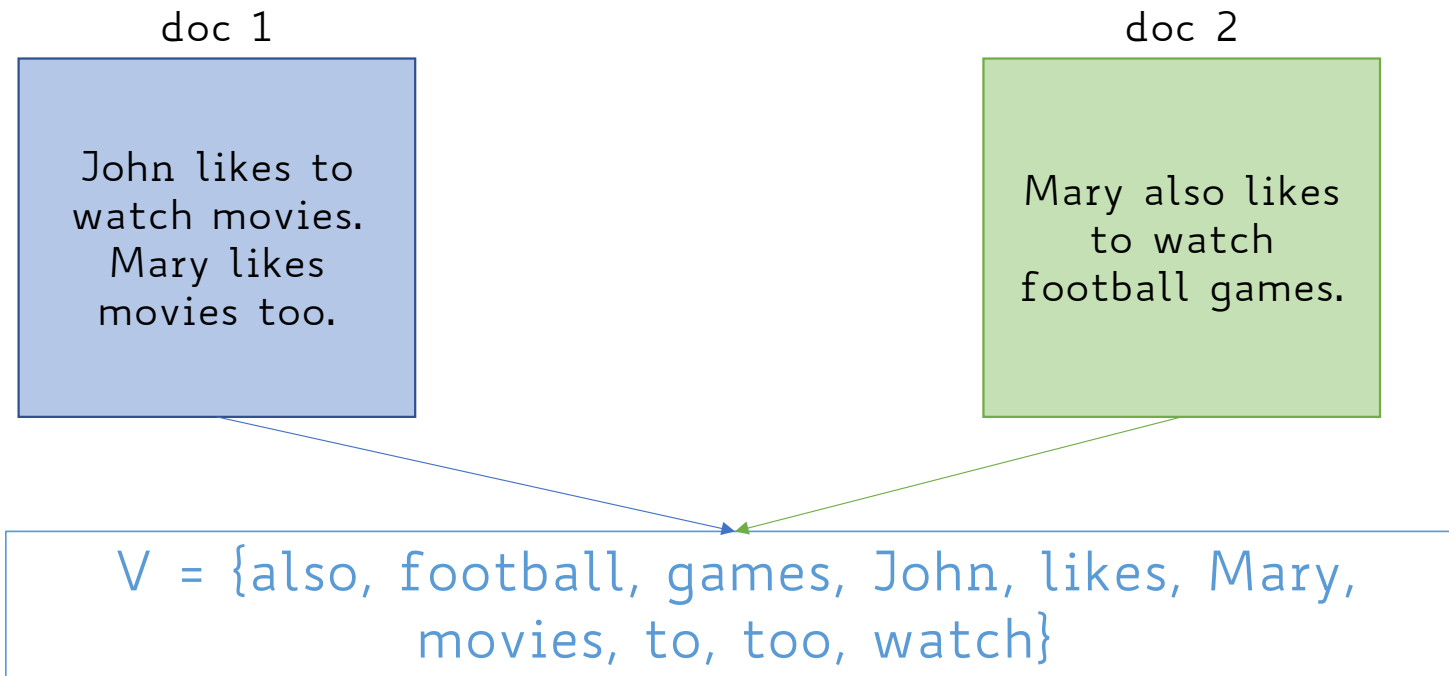 doc 1
John likes to
watch movies.
Mary likes
movies too.
doc 2
Mary also likes
to watch
football games.
V = {also, football, games, John, likes, Mary,
movies, to, too, watch}